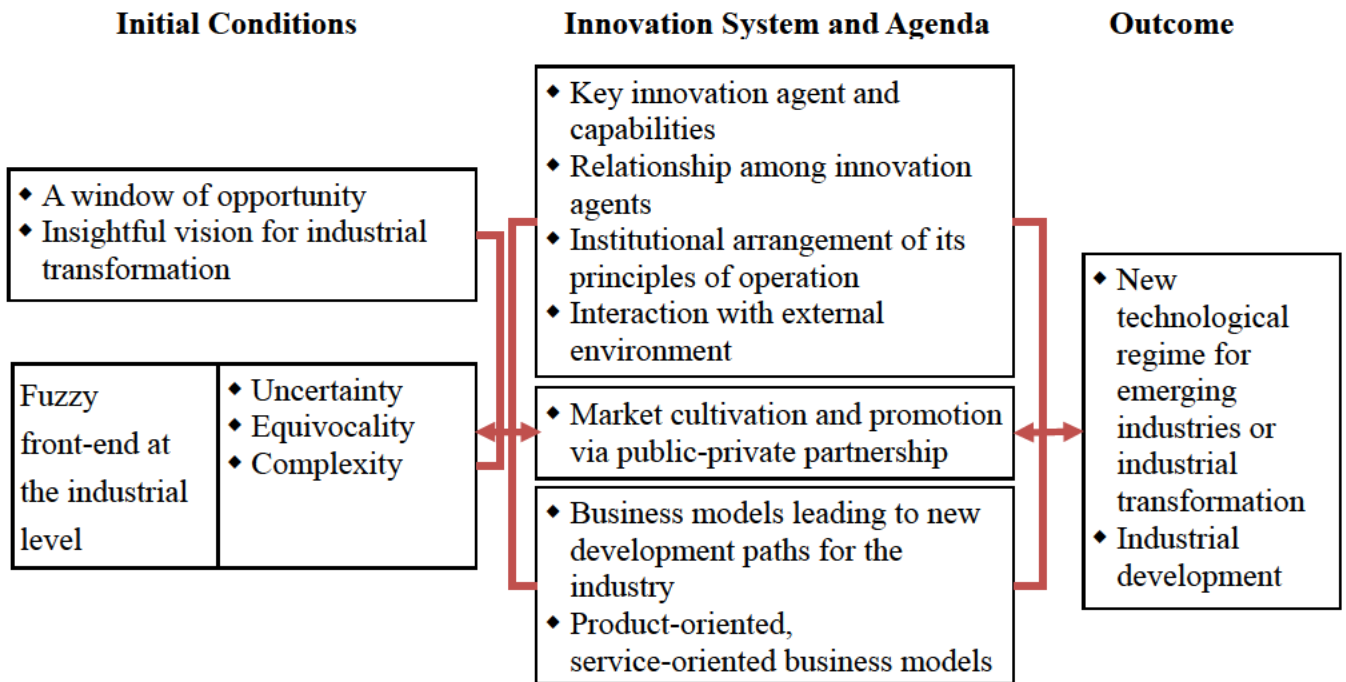 Initial Conditions
Innovation System and Agenda
Outcome
◆ A window of opportunity
◆ Insightful vision for industrial
transformation
Fuzzy
front-end at
the industrial
level
◆ Uncertainty
◆ Equivocality
◆ Complexity
◆ Key innovation agent and
capabilities
◆ Relationship among innovation
agents
◆ Institutional arrangement of its
principles of operation
◆ Interaction with external
environment
◆ Market cultivation and promotion
via public-private partnership
◆ Business models leading to new
development paths for the
industry
◆ Product-oriented,
service-oriented business models
◆ New
technological
regime for
emerging
industries or
industrial
transformation
◆ Industrial
development